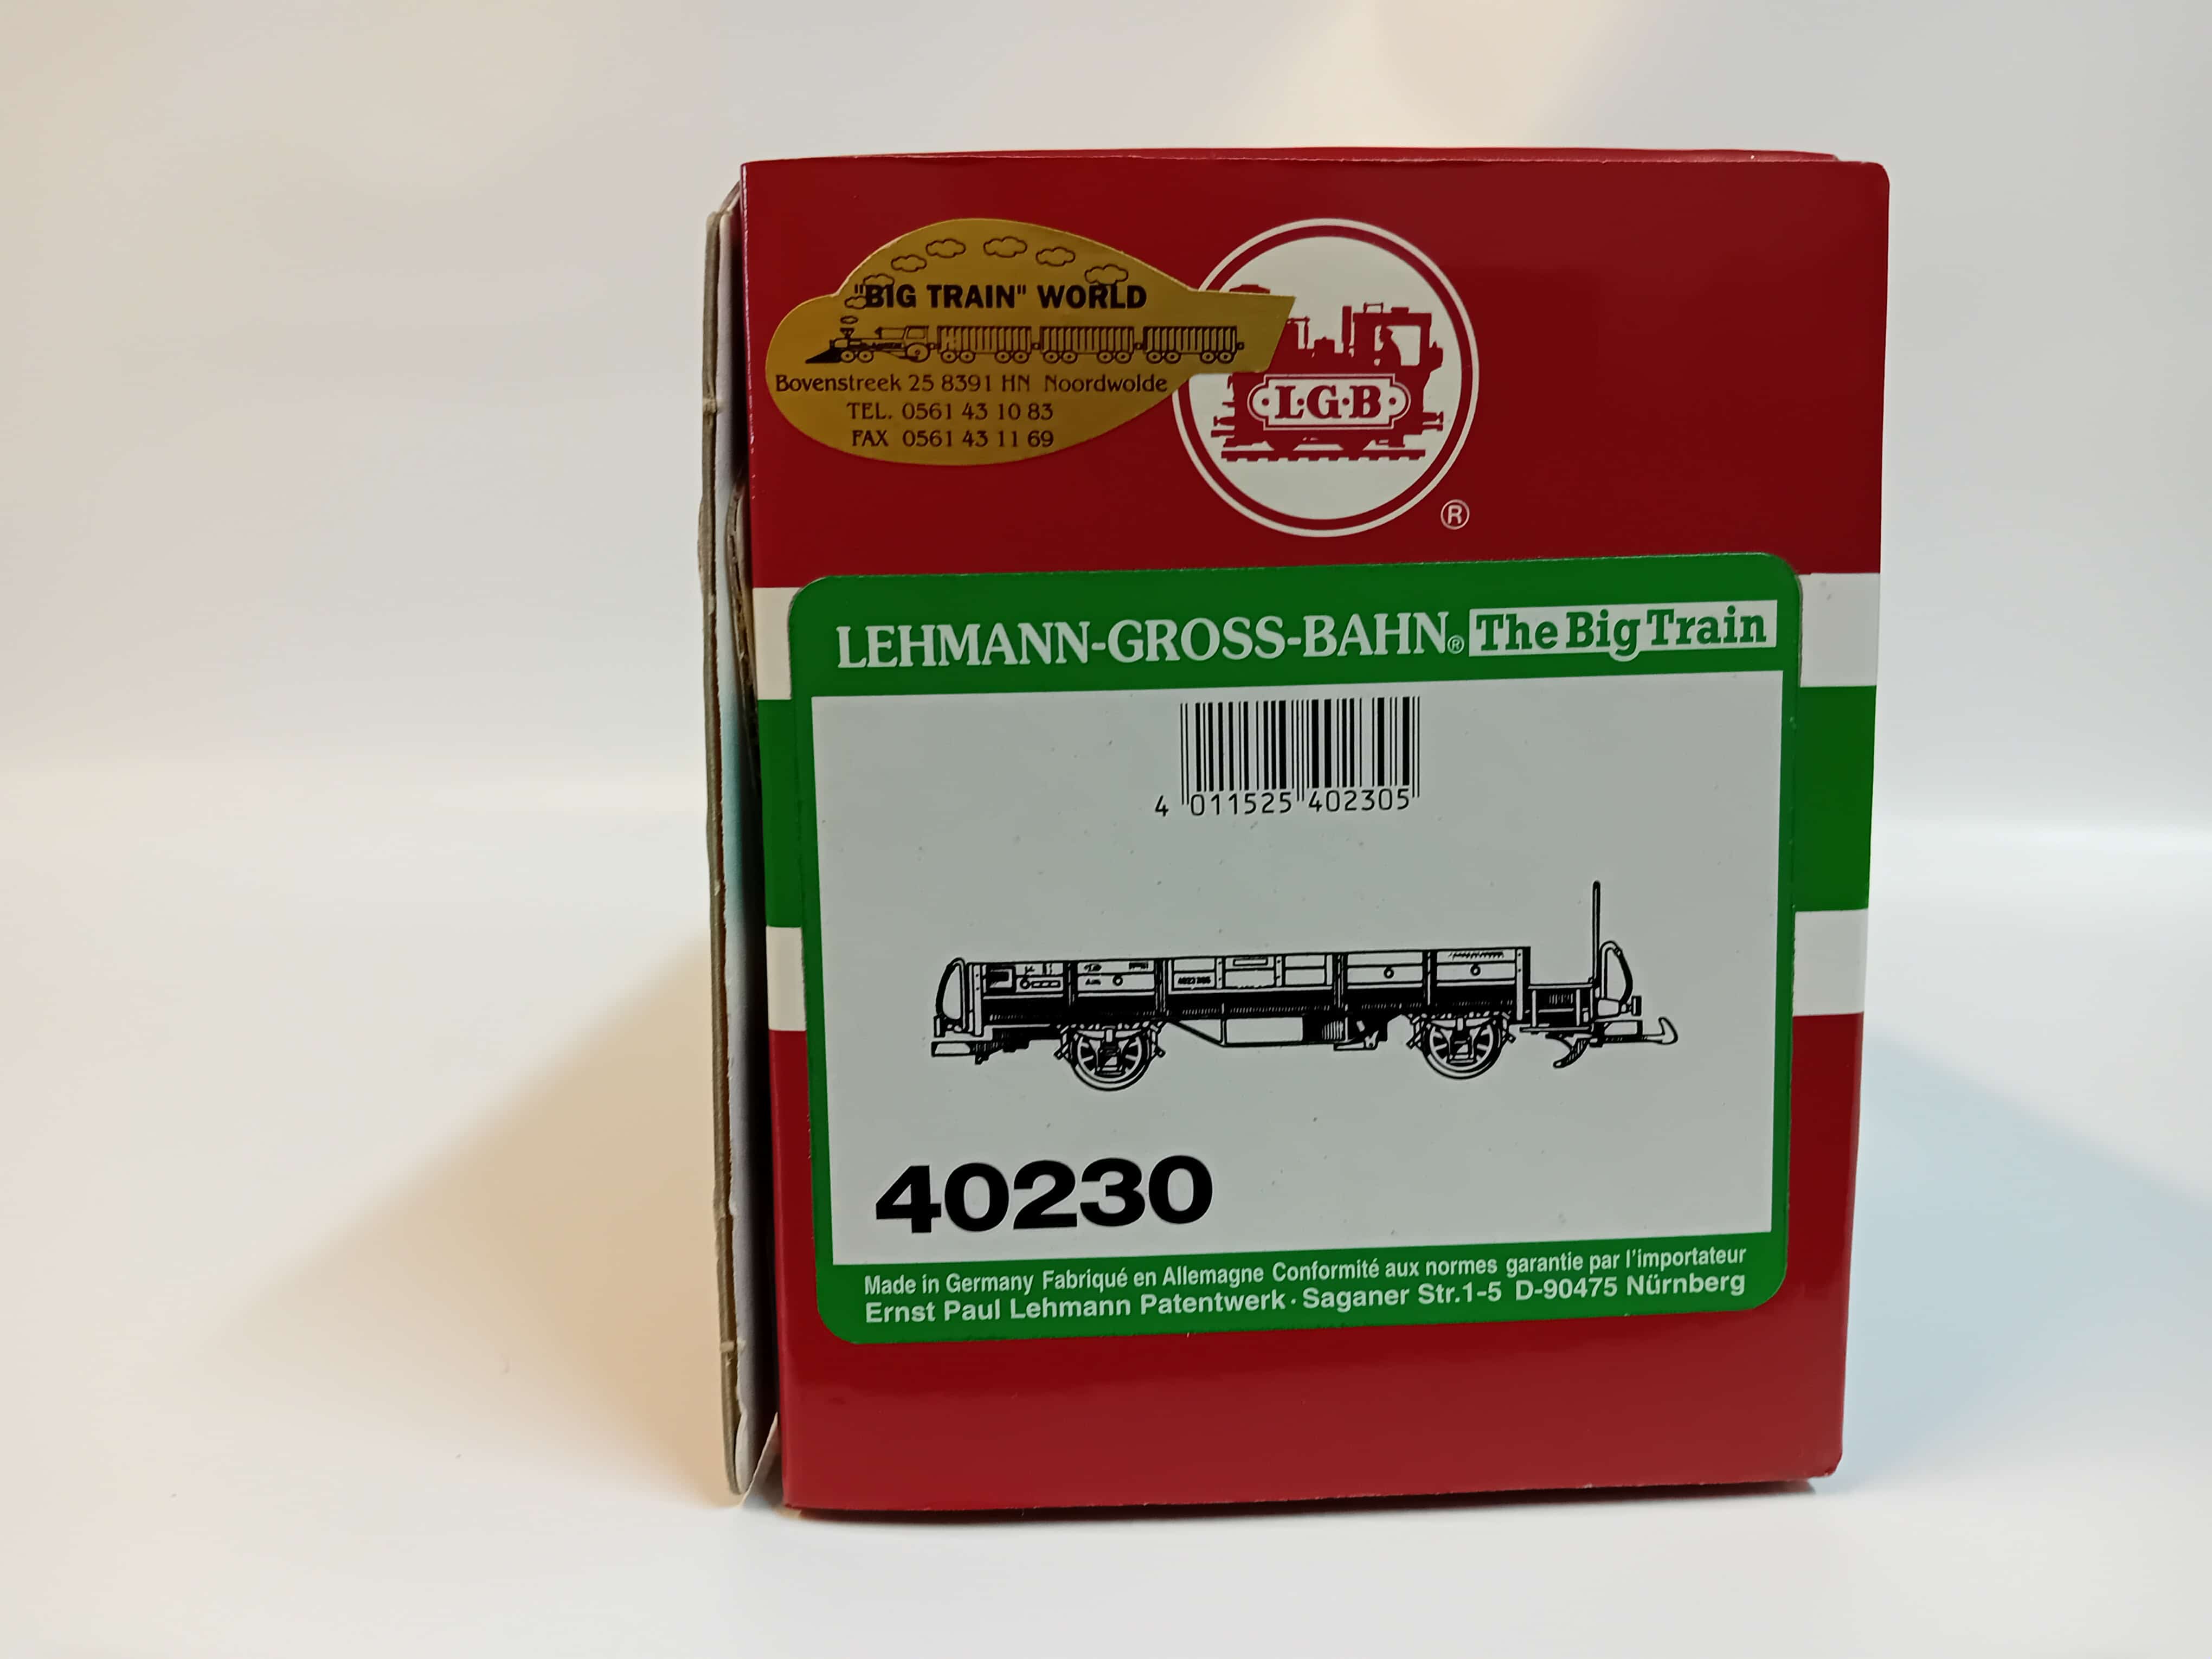 "BIG TRAIN" WORLD
Bovenstreek 25 8391 HN Noordwolde
TEL. 0561 43 10 83
FAX 0561 43 11 69
L·G·B
®
LEHMANN-GROSS-BAHN® The Big Train
4 011525 402305
40230
Made in Germany Fabriqué en Allemagne Conformité aux normes garantie par l'importateur
Ernst Paul Lehmann Patentwerk · Saganer Str.1-5 D-90475 Nürnberg